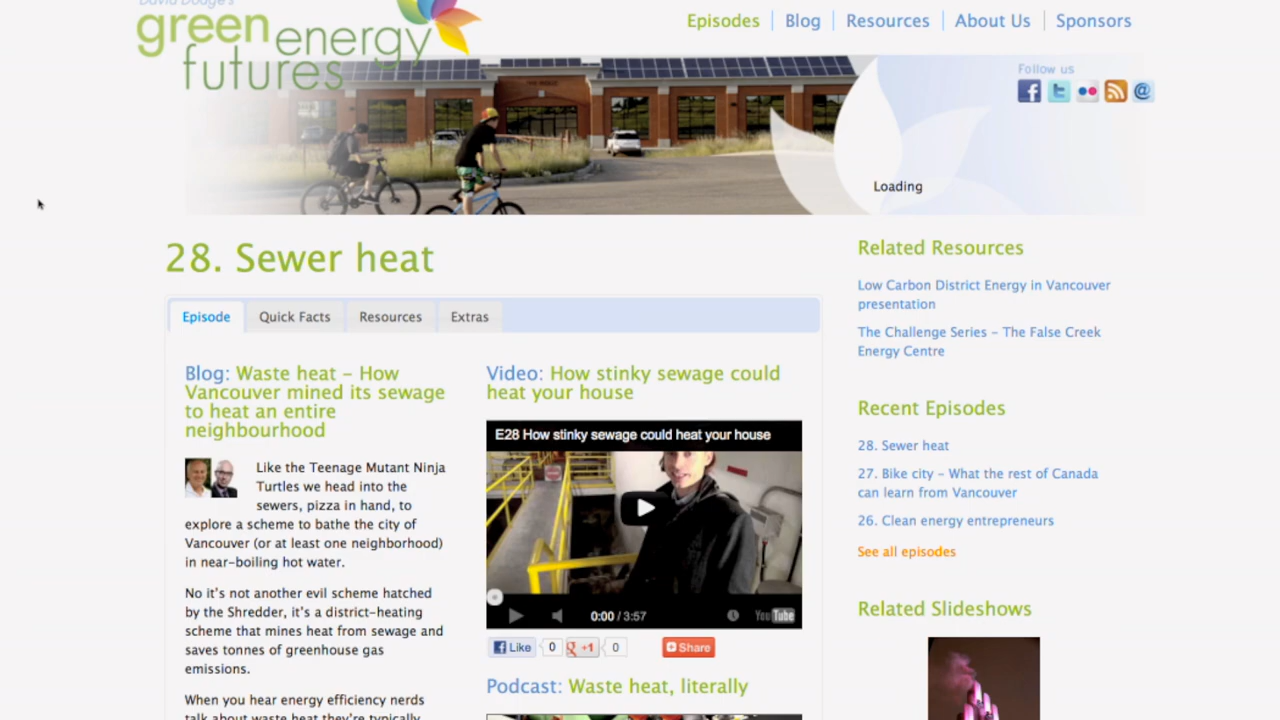 David Dodge's
green energy
futures
Episodes
Blog
Resources
About Us
Sponsors
Follow us
Loading
28. Sewer heat
Episode
Quick Facts
Resources
Extras
Blog: Waste heat – How
Vancouver mined its sewage
to heat an entire
neighbourhood
Like the Teenage Mutant Ninja
Turtles we head into the
sewers, pizza in hand, to
explore a scheme to bathe the city of
Vancouver (or at least one neighborhood)
in near-boiling hot water.
No it's not another evil scheme hatched
by the Shredder, it's a district-heating
scheme that mines heat from sewage and
saves tonnes of greenhouse gas
emissions.
When you hear energy efficiency nerds
talk about waste heat they're typically
Video: How stinky sewage could
heat your house
E28 How stinky sewage could heat your house
0:00 / 3:57
YouTube
Like
0
+1
0
Share
Podcast: Waste heat, literally
Related Resources
Low Carbon District Energy in Vancouver
presentation
The Challenge Series – The False Creek
Energy Centre
Recent Episodes
28. Sewer heat
27. Bike city – What the rest of Canada
can learn from Vancouver
26. Clean energy entrepreneurs
See all episodes
Related Slideshows